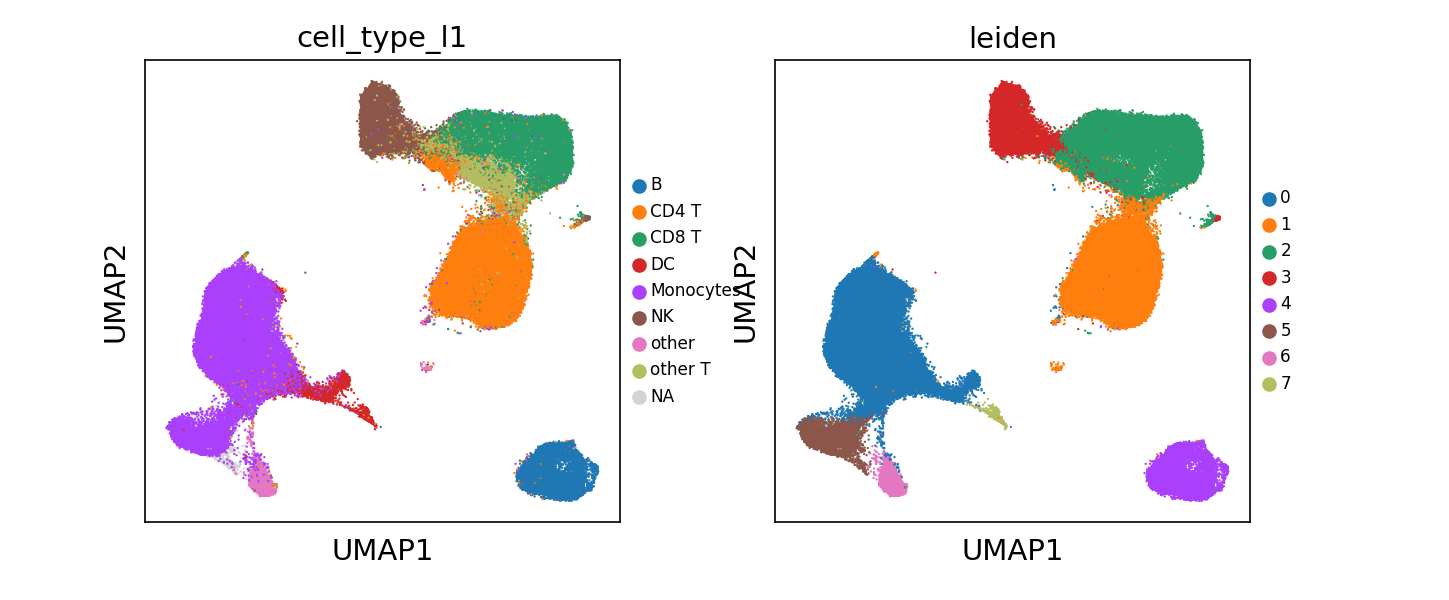 cell_type_l1
UMAP2
UMAP1
B
CD4 T
CD8 T
DC
Monocytes
NK
other
other T
NA
leiden
UMAP2
UMAP1
0
1
2
3
4
5
6
7